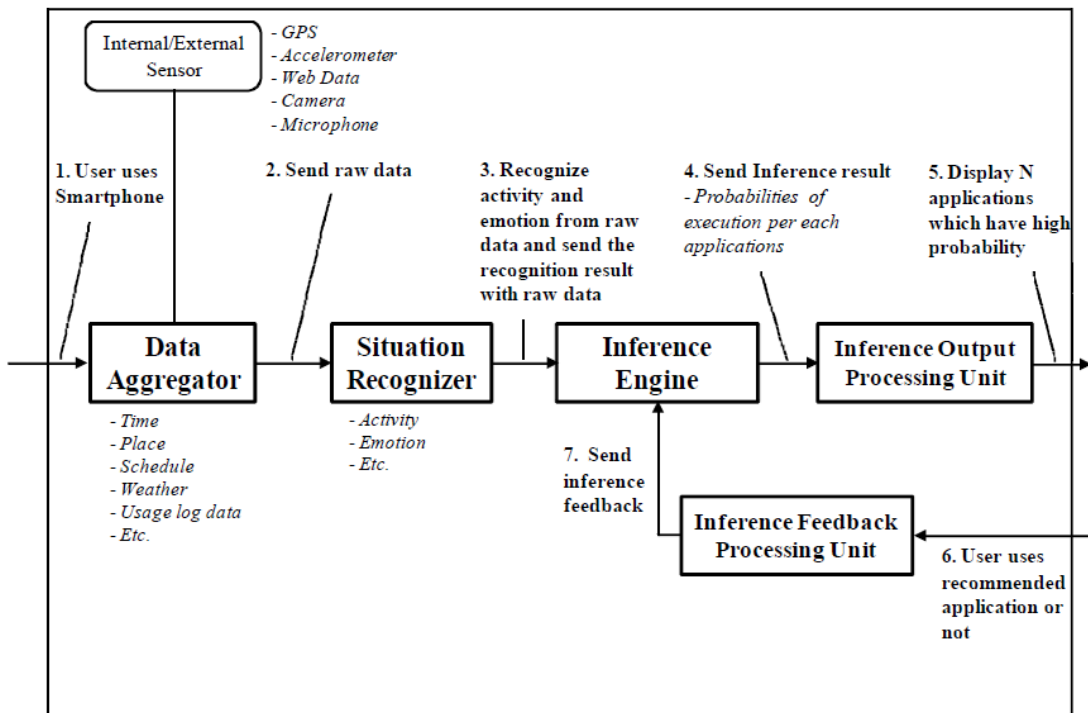 Internal/External
Sensor
- GPS
- Accelerometer
- Web Data
- Camera
- Microphone
1. User uses
Smartphone
2. Send raw data
3. Recognize
activity and
emotion from raw
data and send the
recognition result
with raw data
4. Send Inference result
- Probabilities of
execution per each
applications
5. Display N
applications
which have high
probability
Data
Aggregator
Situation
Recognizer
Inference
Engine
Inference Output
Processing Unit
- Time
- Place
- Schedule
- Weather
- Usage log data
- Etc.
- Activity
- Emotion
- Etc.
7. Send
inference
feedback
Inference Feedback
Processing Unit
6. User uses
recommended
application or
not